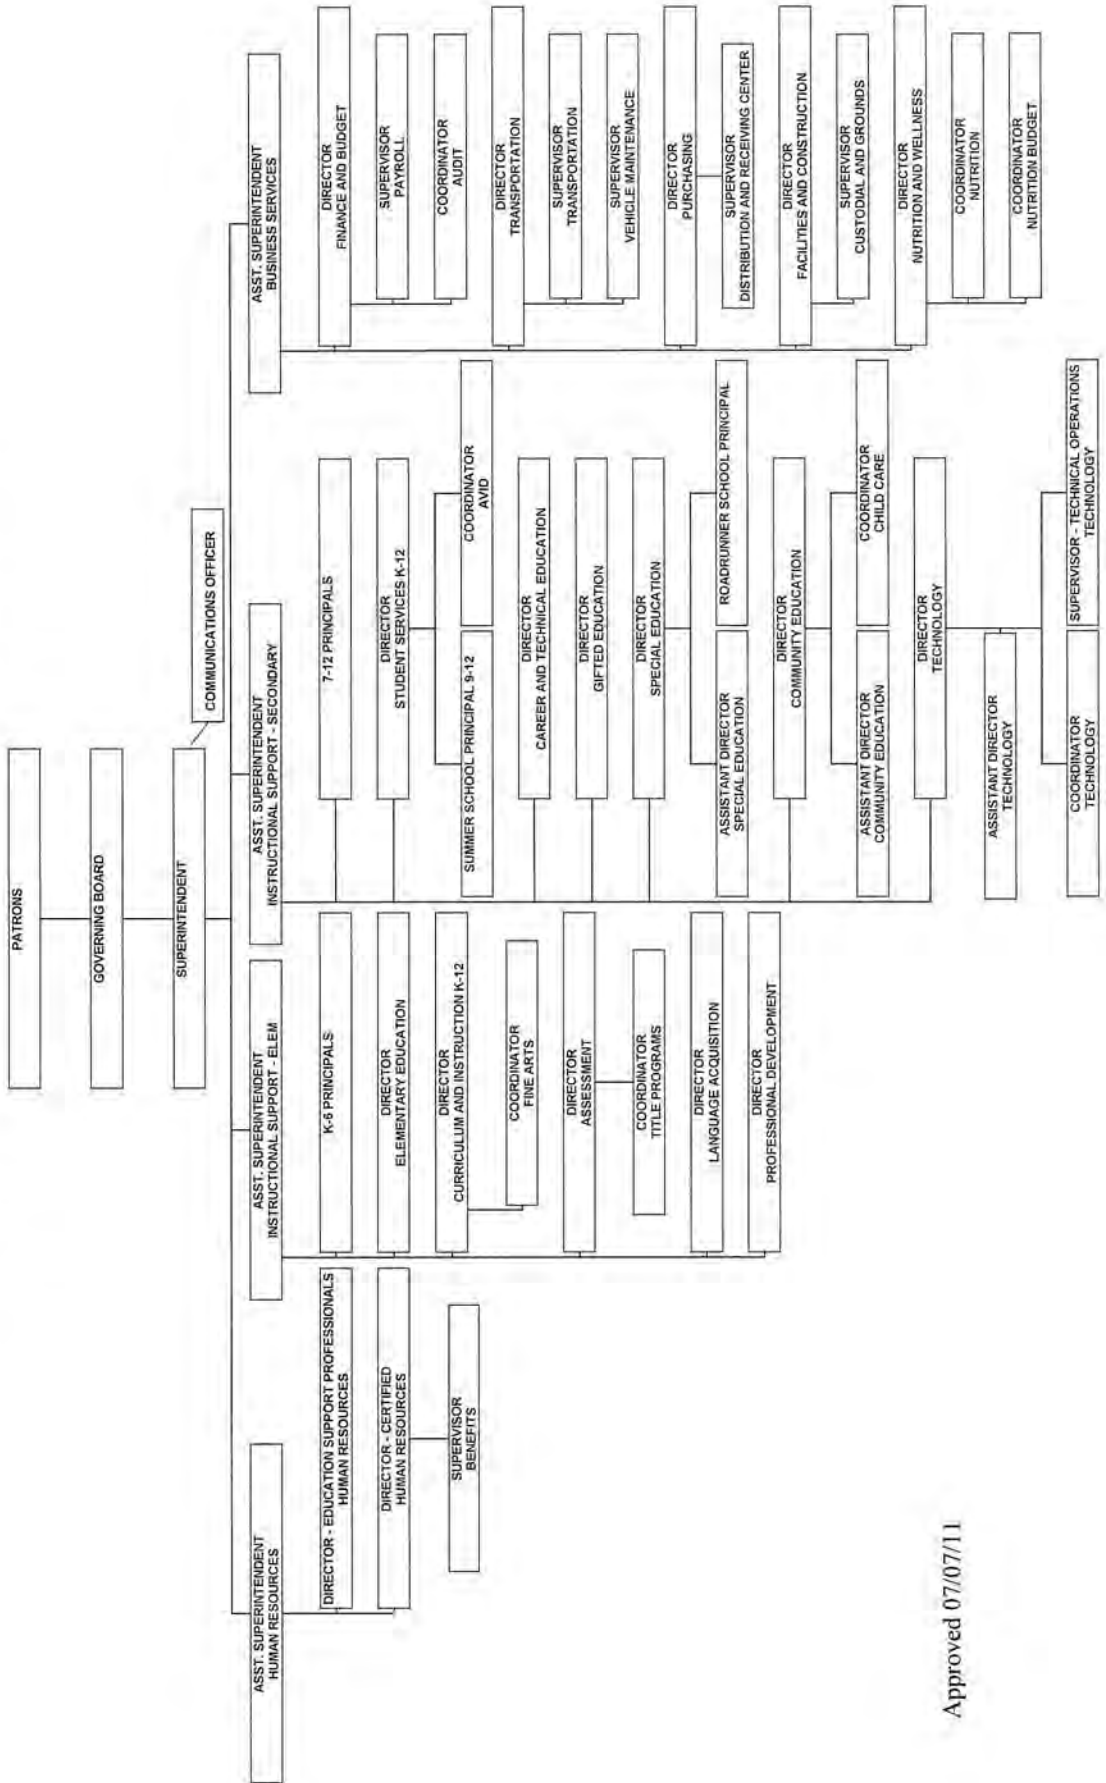 PATRONS
GOVERNING BOARD
SUPERINTENDENT
COMMUNICATIONS OFFICER
ASST. SUPERINTENDENT
HUMAN RESOURCES
DIRECTOR - EDUCATION SUPPORT PROFESSIONALS
HUMAN RESOURCES
DIRECTOR - CERTIFIED
HUMAN RESOURCES
SUPERVISOR
BENEFITS
ASST. SUPERINTENDENT
INSTRUCTIONAL SUPPORT - ELEM
K-6 PRINCIPALS
DIRECTOR
ELEMENTARY EDUCATION
DIRECTOR
CURRICULUM AND INSTRUCTION K-12
COORDINATOR
FINE ARTS
DIRECTOR
ASSESSMENT
COORDINATOR
TITLE PROGRAMS
DIRECTOR
LANGUAGE ACQUISITION
DIRECTOR
PROFESSIONAL DEVELOPMENT
ASST. SUPERINTENDENT
INSTRUCTIONAL SUPPORT - SECONDARY
7-12 PRINCIPALS
DIRECTOR
STUDENT SERVICES K-12
SUMMER SCHOOL PRINCIPAL 9-12
COORDINATOR
AVID
DIRECTOR
CAREER AND TECHNICAL EDUCATION
DIRECTOR
GIFTED EDUCATION
DIRECTOR
SPECIAL EDUCATION
ASSISTANT DIRECTOR
SPECIAL EDUCATION
ROADRUNNER SCHOOL PRINCIPAL
DIRECTOR
COMMUNITY EDUCATION
ASSISTANT DIRECTOR
COMMUNITY EDUCATION
COORDINATOR
CHILD CARE
DIRECTOR
TECHNOLOGY
ASSISTANT DIRECTOR
TECHNOLOGY
COORDINATOR
TECHNOLOGY
SUPERVISOR - TECHNICAL OPERATIONS
TECHNOLOGY
ASST. SUPERINTENDENT
BUSINESS SERVICES
DIRECTOR
FINANCE AND BUDGET
SUPERVISOR
PAYROLL
COORDINATOR
AUDIT
DIRECTOR
TRANSPORTATION
SUPERVISOR
TRANSPORTATION
SUPERVISOR
VEHICLE MAINTENANCE
DIRECTOR
PURCHASING
SUPERVISOR
DISTRIBUTION AND RECEIVING CENTER
DIRECTOR
FACILITIES AND CONSTRUCTION
SUPERVISOR
CUSTODIAL AND GROUNDS
DIRECTOR
NUTRITION AND WELLNESS
COORDINATOR
NUTRITION
COORDINATOR
NUTRITION BUDGET
Approved 07/07/11